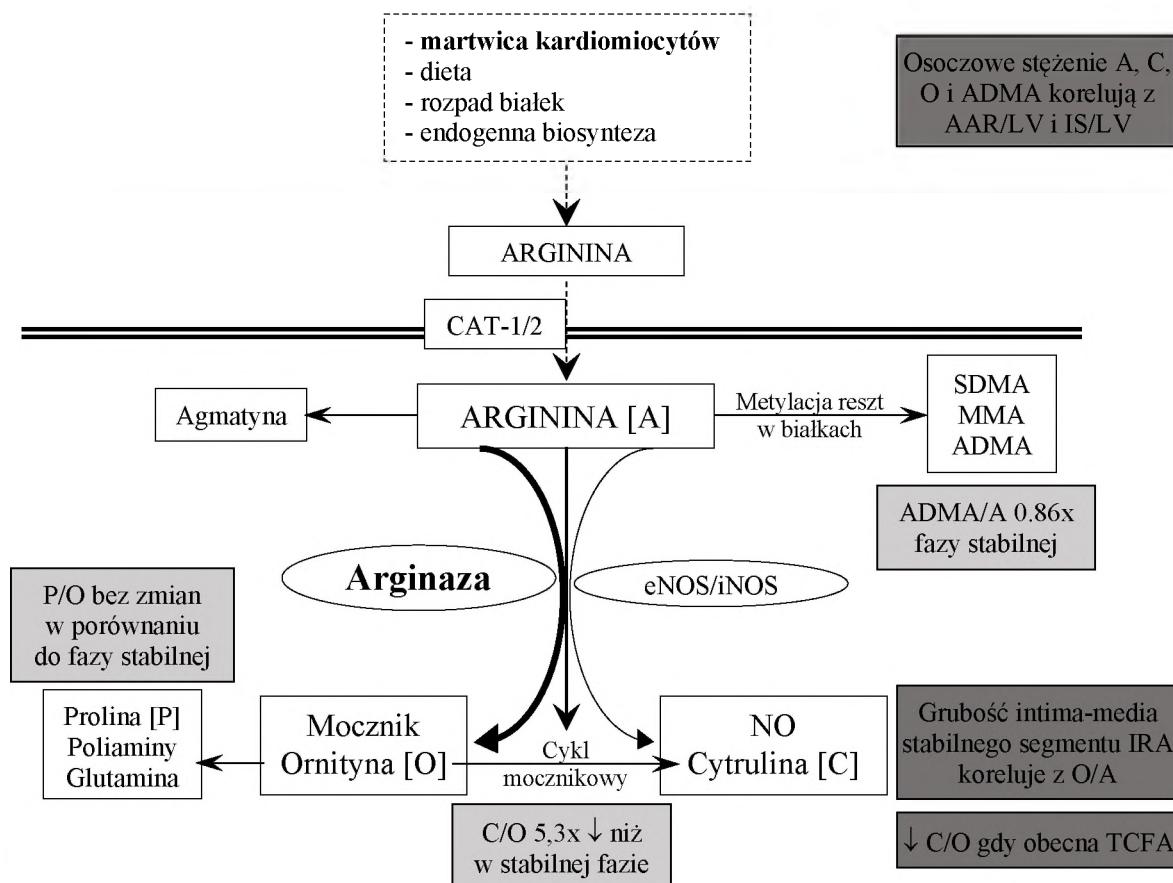 - martwica kardiomiocytów
- dieta
- rozpad białek
- endogenna biosynteza
Osoczowe stężenie A, C,
O i ADMA korelują z
AAR/LV i IS/LV
ARGININA
CAT-1/2
Agmatyna
ARGININA [A]
Metylacja reszt
w białkach
SDMA
MMA
ADMA
ADMA/A 0.86x
fazy stabilnej
Arginaza
eNOS/iNOS
P/O bez zmian
w porównaniu
do fazy stabilnej
Prolina [P]
Poliaminy
Glutamina
Mocznik
Ornityna [O]
Cykl
mocznikowy
NO
Cytrulina [C]
Grubość intima-media
stabilnego segmentu IRA
koreluje z O/A
C/O 5,3x ↓ niż
w stabilnej fazie
↓ C/O gdy obecna TCFA